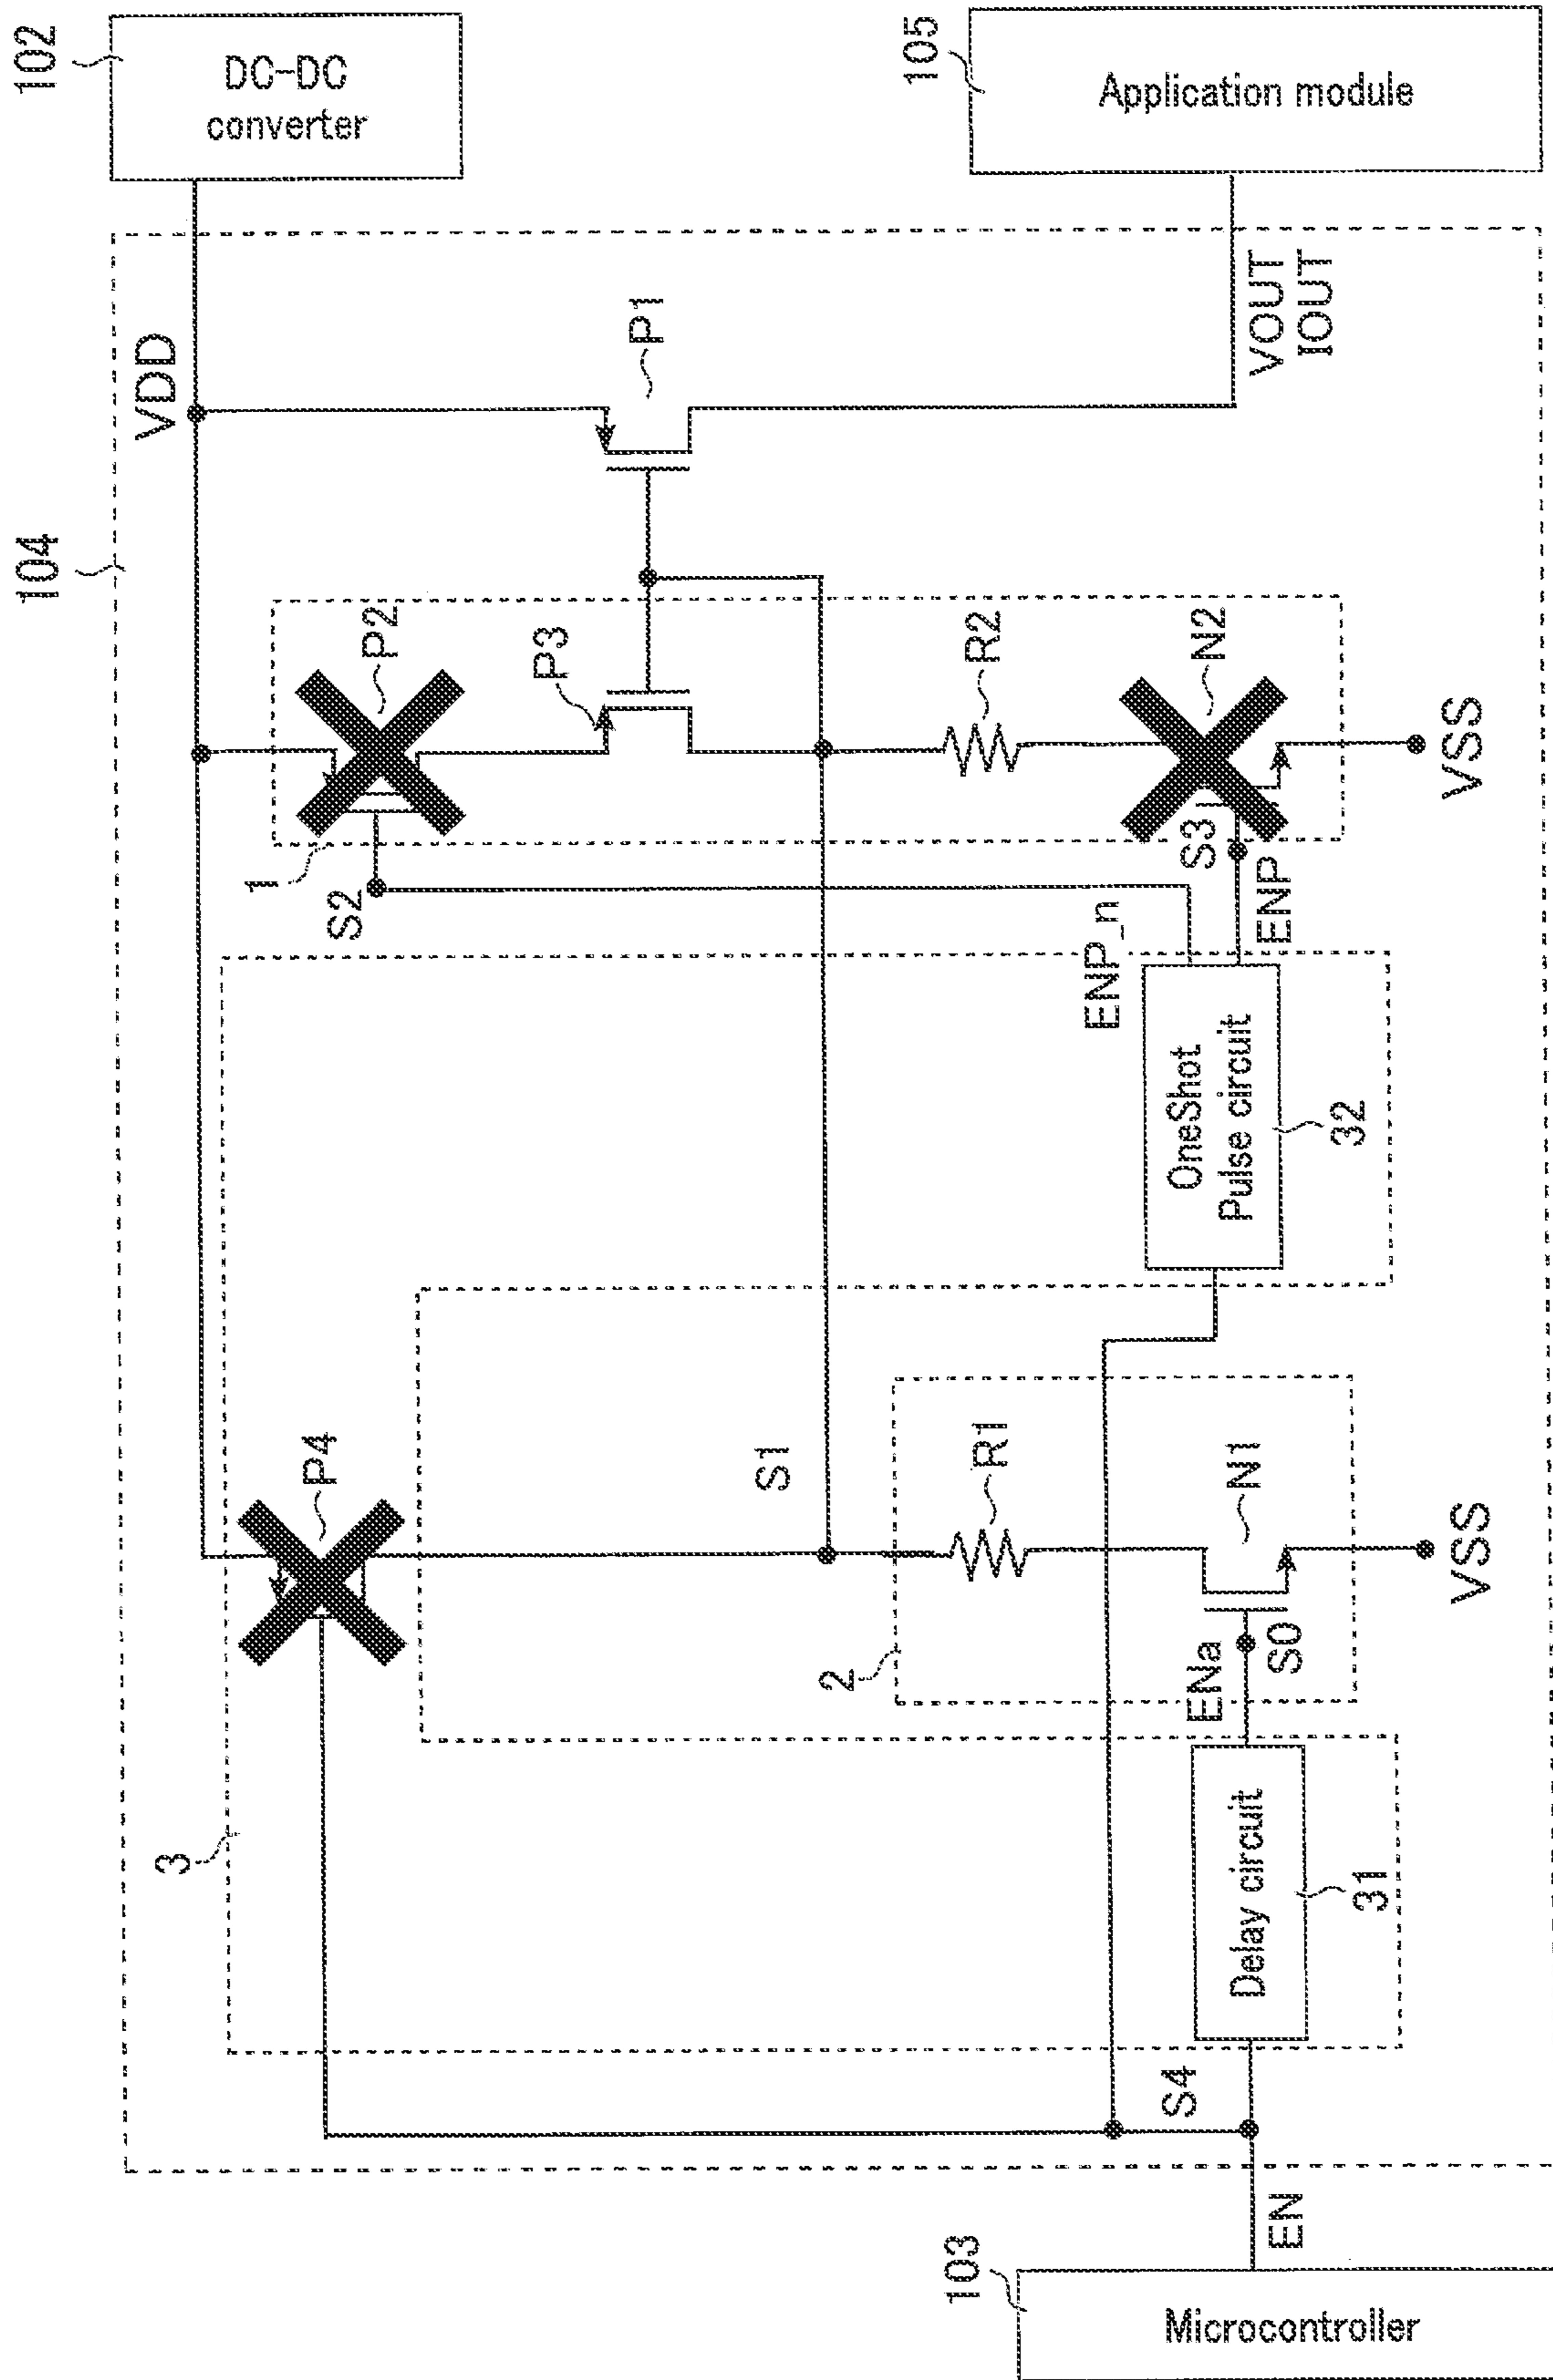 102
DC-DC
converter
105
Application module
104
VDD
P1
VOUT
IOUT
P2
P3
R2
N2
VSS
1
S2
S3
ENP
ENP_n
OneShot
Pulse circuit
32
P4
S1
R1
N1
VSS
2
ENa
S0
3
Delay circuit
31
S4
EN
103
Microcontroller